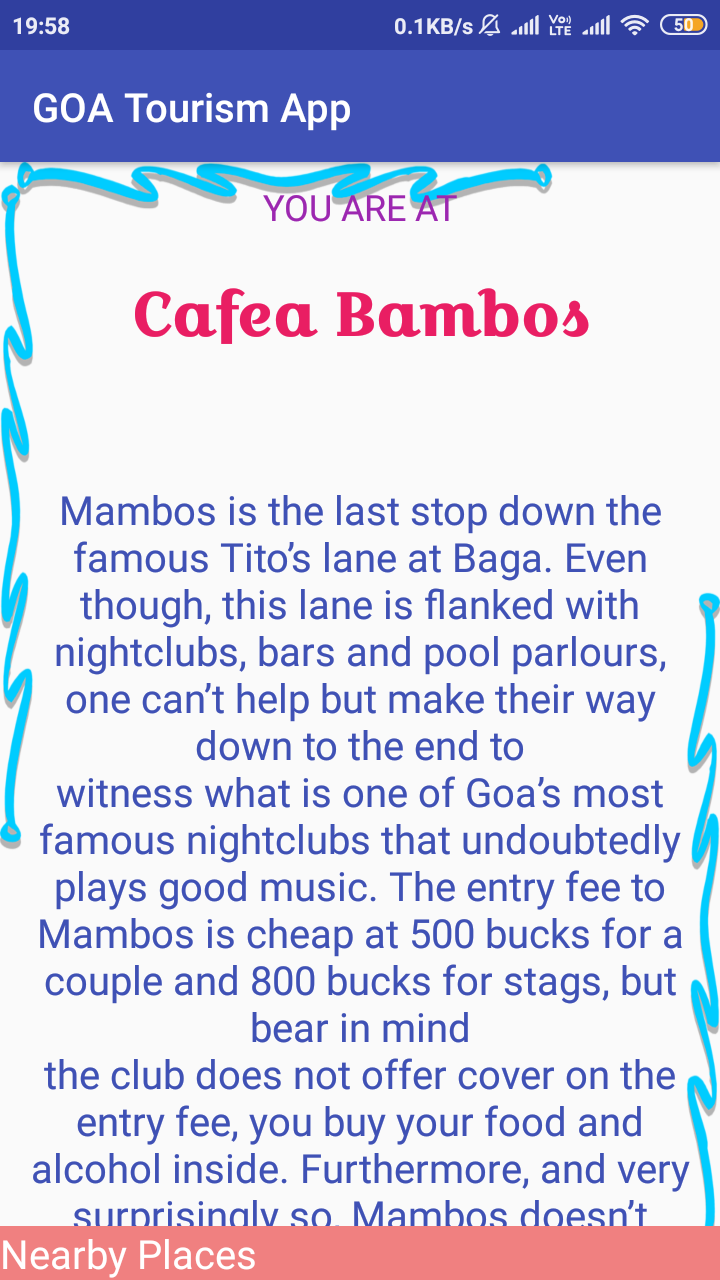 19:58 0.1KB/s Vo)) LTE 50
GOA Tourism App
YOU ARE AT
Cafea Bambos
Mambos is the last stop down the
famous Tito’s lane at Baga. Even
though, this lane is flanked with
nightclubs, bars and pool parlours,
one can’t help but make their way
down to the end to
witness what is one of Goa’s most
famous nightclubs that undoubtedly
plays good music. The entry fee to
Mambos is cheap at 500 bucks for a
couple and 800 bucks for stags, but
bear in mind
the club does not offer cover on the
entry fee, you buy your food and
alcohol inside. Furthermore, and very
surprisingly so, Mambos doesn’t
Nearby Places